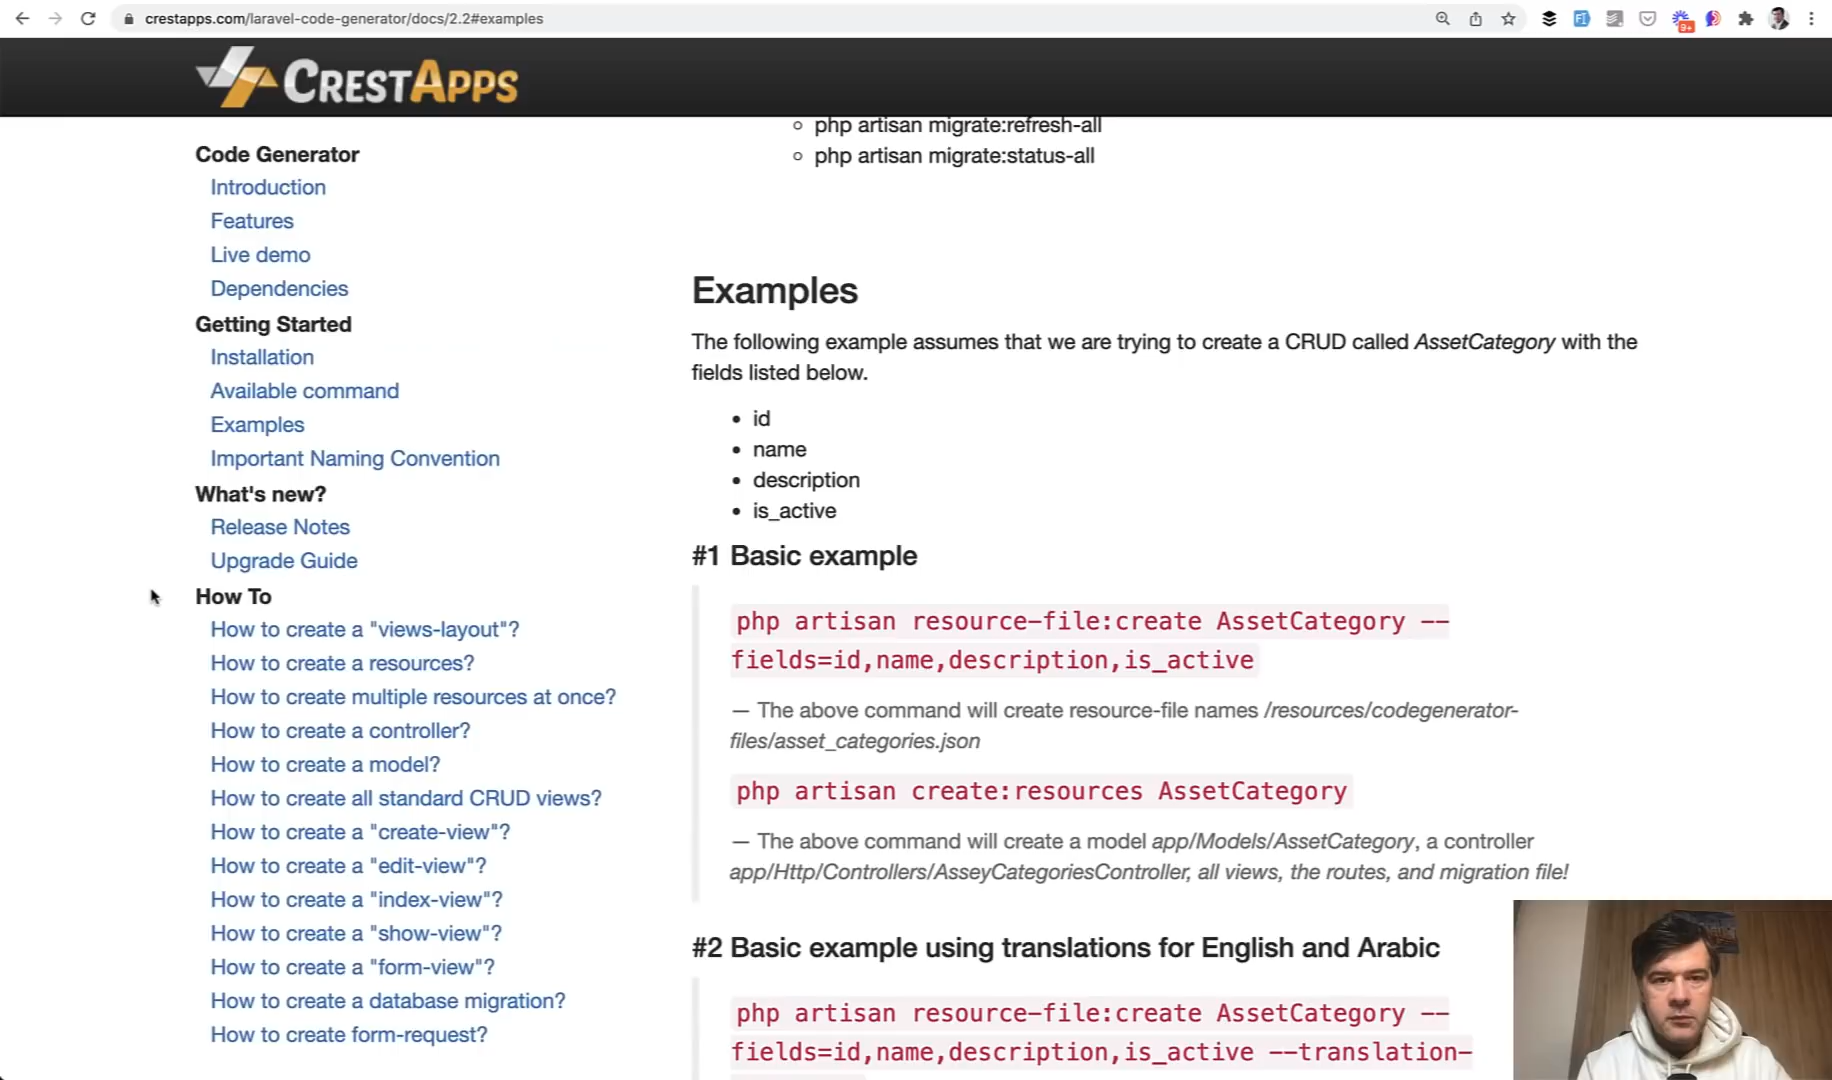 crestapps.com/laravel-code-generator/docs/2.2#examples
9+
CRESTAPPS
Code Generator
Introduction
Features
Live demo
Dependencies
Getting Started
Installation
Available command
Examples
Important Naming Convention
What's new?
Release Notes
Upgrade Guide
How To
How to create a "views-layout"?
How to create a resources?
How to create multiple resources at once?
How to create a controller?
How to create a model?
How to create all standard CRUD views?
How to create a "create-view"?
How to create a "edit-view"?
How to create a "index-view"?
How to create a "show-view"?
How to create a "form-view"?
How to create a database migration?
How to create form-request?
php artisan migrate:refresh-all
php artisan migrate:status-all
Examples
The following example assumes that we are trying to create a CRUD called AssetCategory with the
fields listed below.
id
name
description
is_active
#1 Basic example
php artisan resource-file:create AssetCategory --
fields=id,name,description,is_active
— The above command will create resource-file names /resources/codegenerator-
files/asset_categories.json
php artisan create:resources AssetCategory
— The above command will create a model app/Models/AssetCategory, a controller
app/Http/Controllers/AsseyCategoriesController, all views, the routes, and migration file!
#2 Basic example using translations for English and Arabic
php artisan resource-file:create AssetCategory --
fields=id,name,description,is_active --translation-